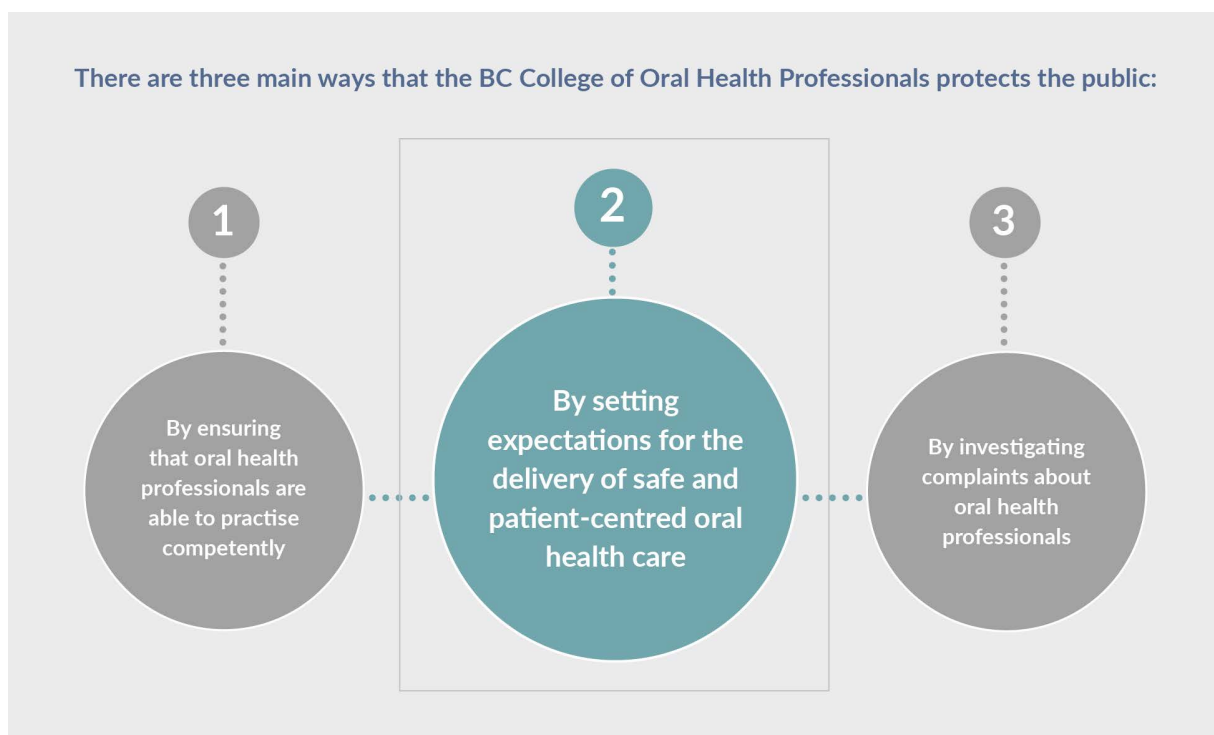 There are three main ways that the BC College of Oral Health Professionals protects the public:
1
By ensuring
that oral health
professionals are
able to practise
competently
2
By setting
expectations for the
delivery of safe and
patient-centred oral
health care
3
By investigating
complaints about
oral health
professionals